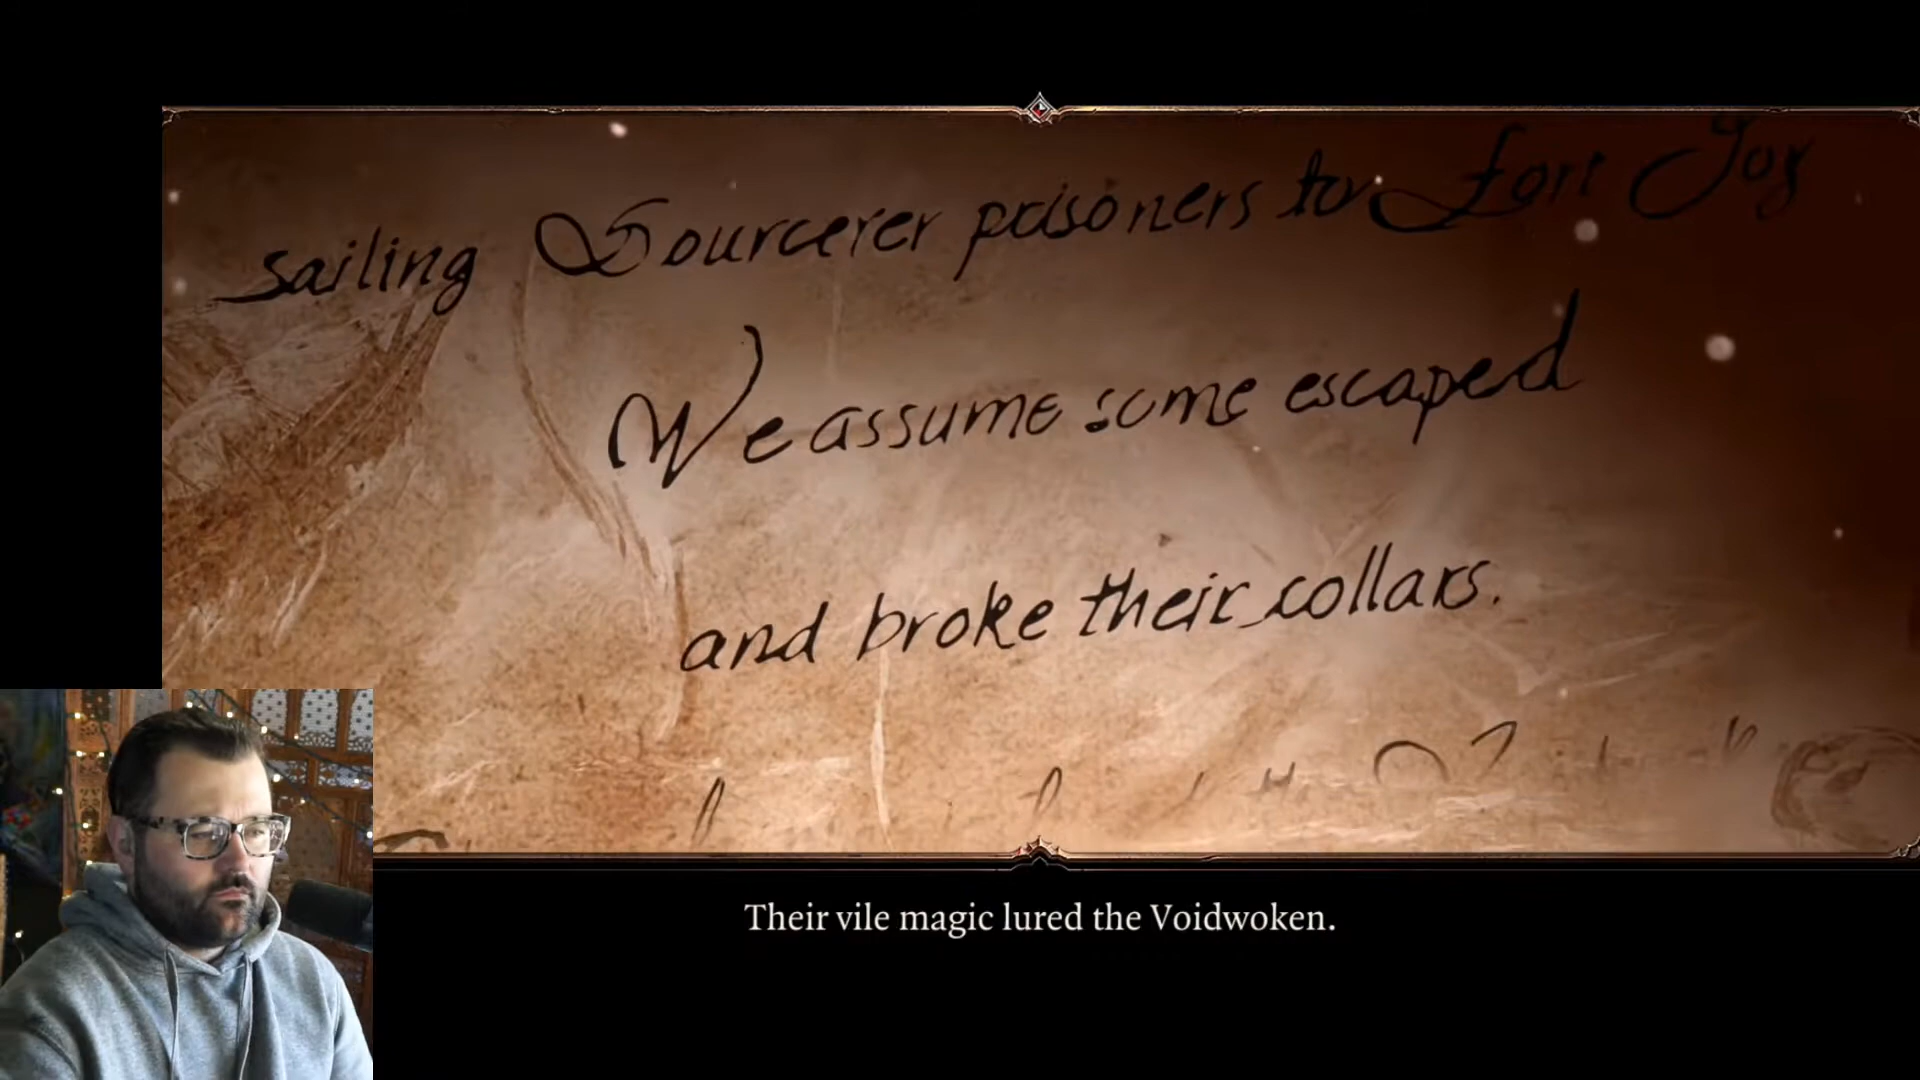 sailing Sourcerer prisoners to Fort Joy
We assume some escaped
and broke their collars.
Their vile magic lured the Voidwoken.